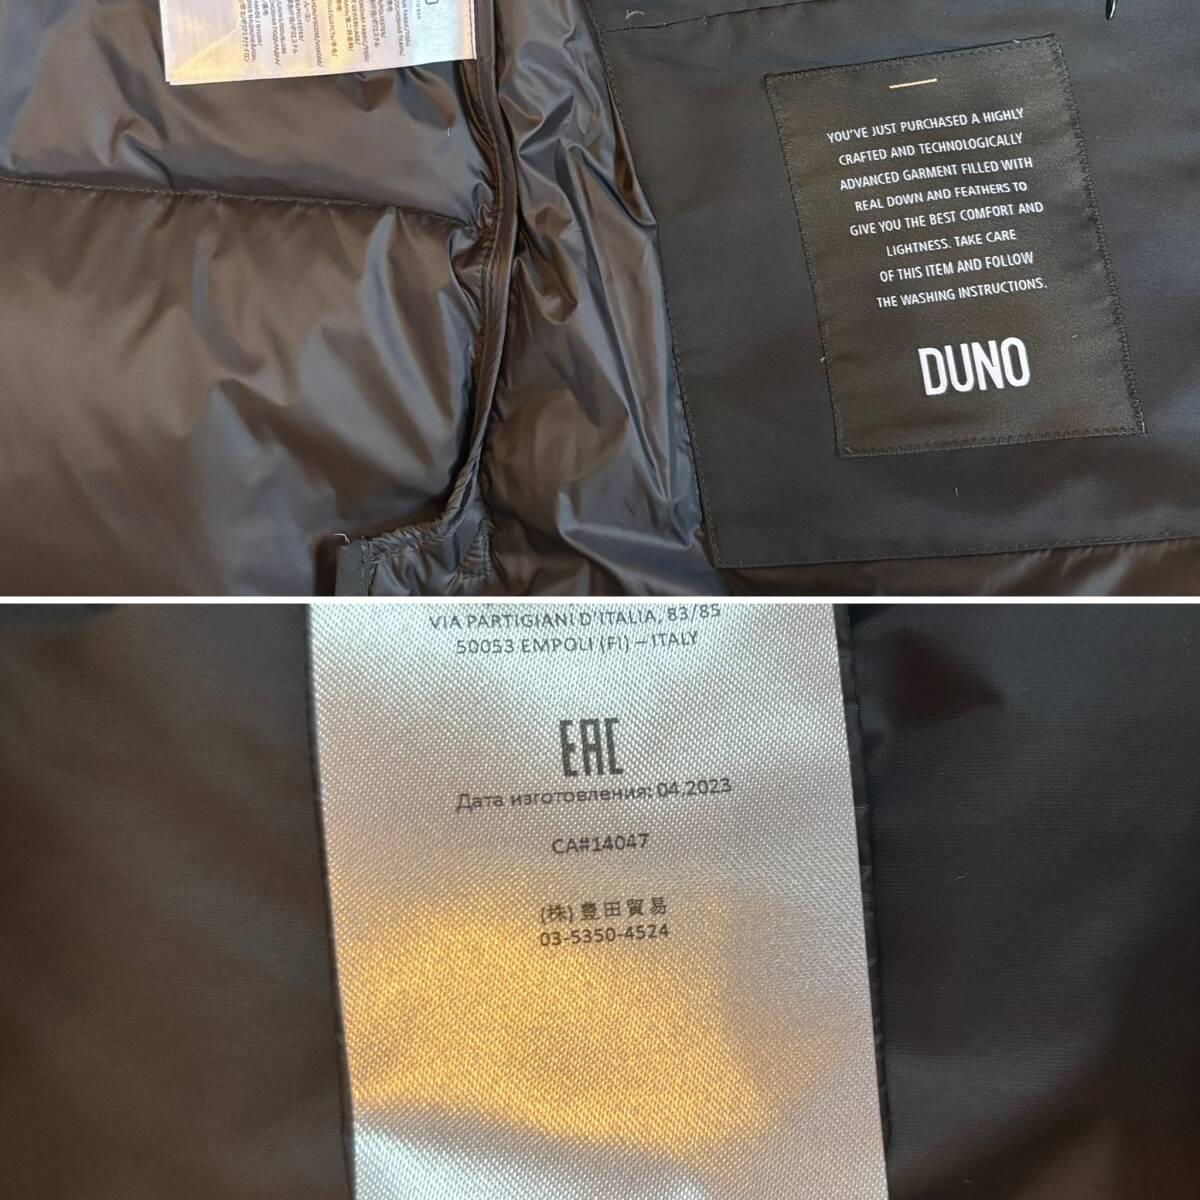 YOU'VE JUST PURCHASED A HIGHLY
CRAFTED AND TECHNOLOGICALLY
ADVANCED GARMENT FILLED WITH
REAL DOWN AND FEATHERS TO
GIVE YOU THE BEST COMFORT AND
LIGHTNESS. TAKE CARE
OF THIS ITEM AND FOLLOW
THE WASHING INSTRUCTIONS.
DUNO
VIA PARTIGIANI D'ITALIA, 83/85
50053 EMPOLI (FI) – ITALY
EAC
Дата изготовления: 04.2023
CA#14047
(株) 豊田貿易
03-5350-4524